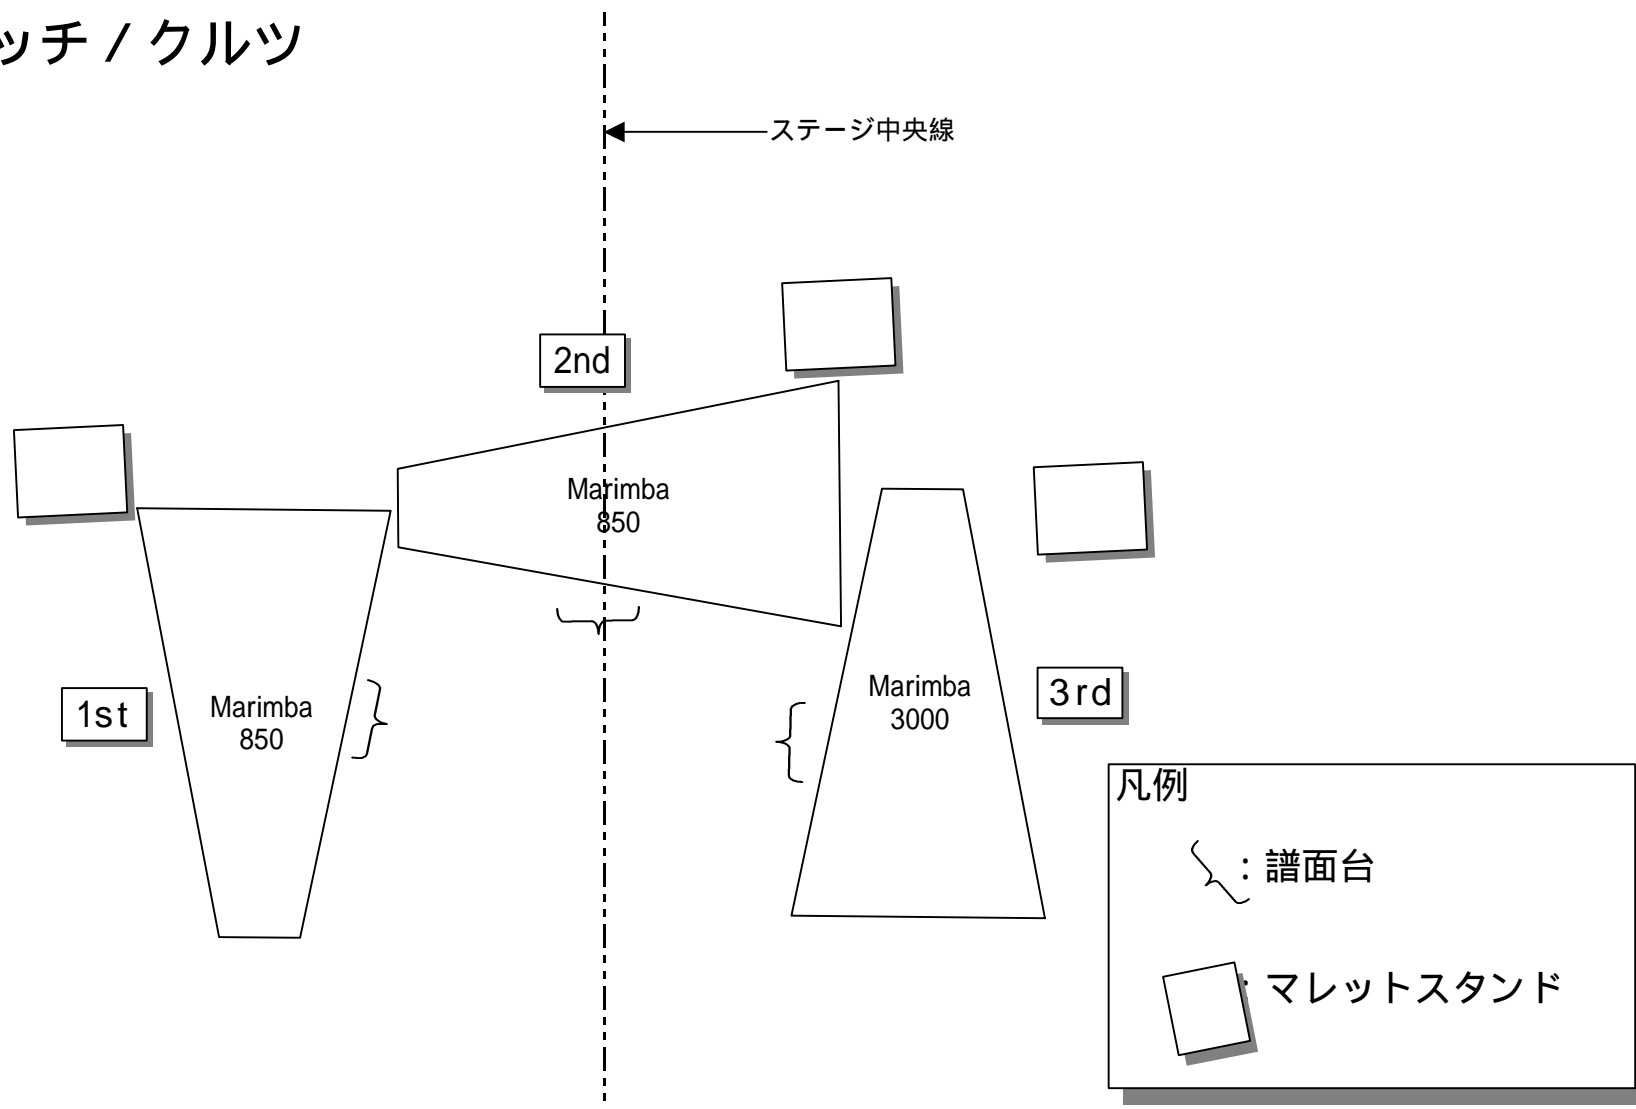 ッチ / クルツ
ステージ中央線
2nd
Marimba
850
Marimba
3000
3rd
1st
Marimba
850
凡例
: 譜面台
: マレットスタンド